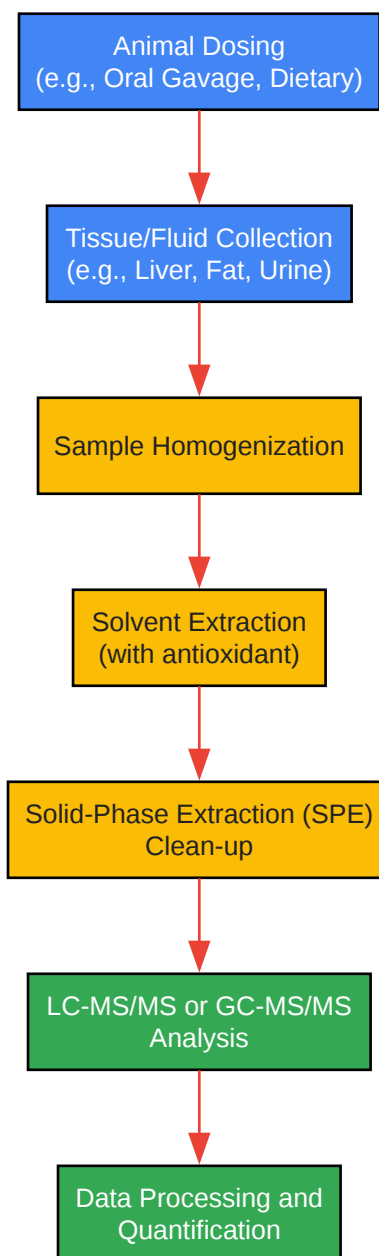 Animal Dosing
(e.g., Oral Gavage, Dietary)
Tissue/Fluid Collection
(e.g., Liver, Fat, Urine)
Sample Homogenization
Solvent Extraction
(with antioxidant)
Solid-Phase Extraction (SPE)
Clean-up
LC-MS/MS or GC-MS/MS
Analysis
Data Processing and
Quantification